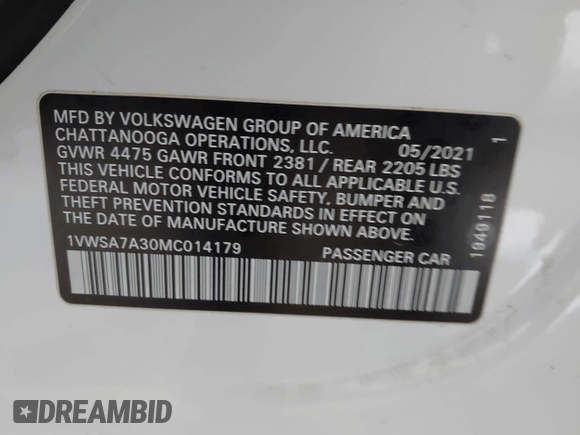 MFD BY VOLKSWAGEN GROUP OF AMERICA
CHATTANOOGA OPERATIONS, LLC. 05/2021
GVWR 4475 GAWR FRONT 2381 / REAR 2205 LBS
THIS VEHICLE CONFORMS TO ALL APPLICABLE U.S.
FEDERAL MOTOR VEHICLE SAFETY, BUMPER AND
THEFT PREVENTION STANDARDS IN EFFECT ON
THE DATE OF MANUFACTURE SHOWN ABOVE.
1VWSA7A30MC014179 PASSENGER CAR
1949118 1
DREAMBID